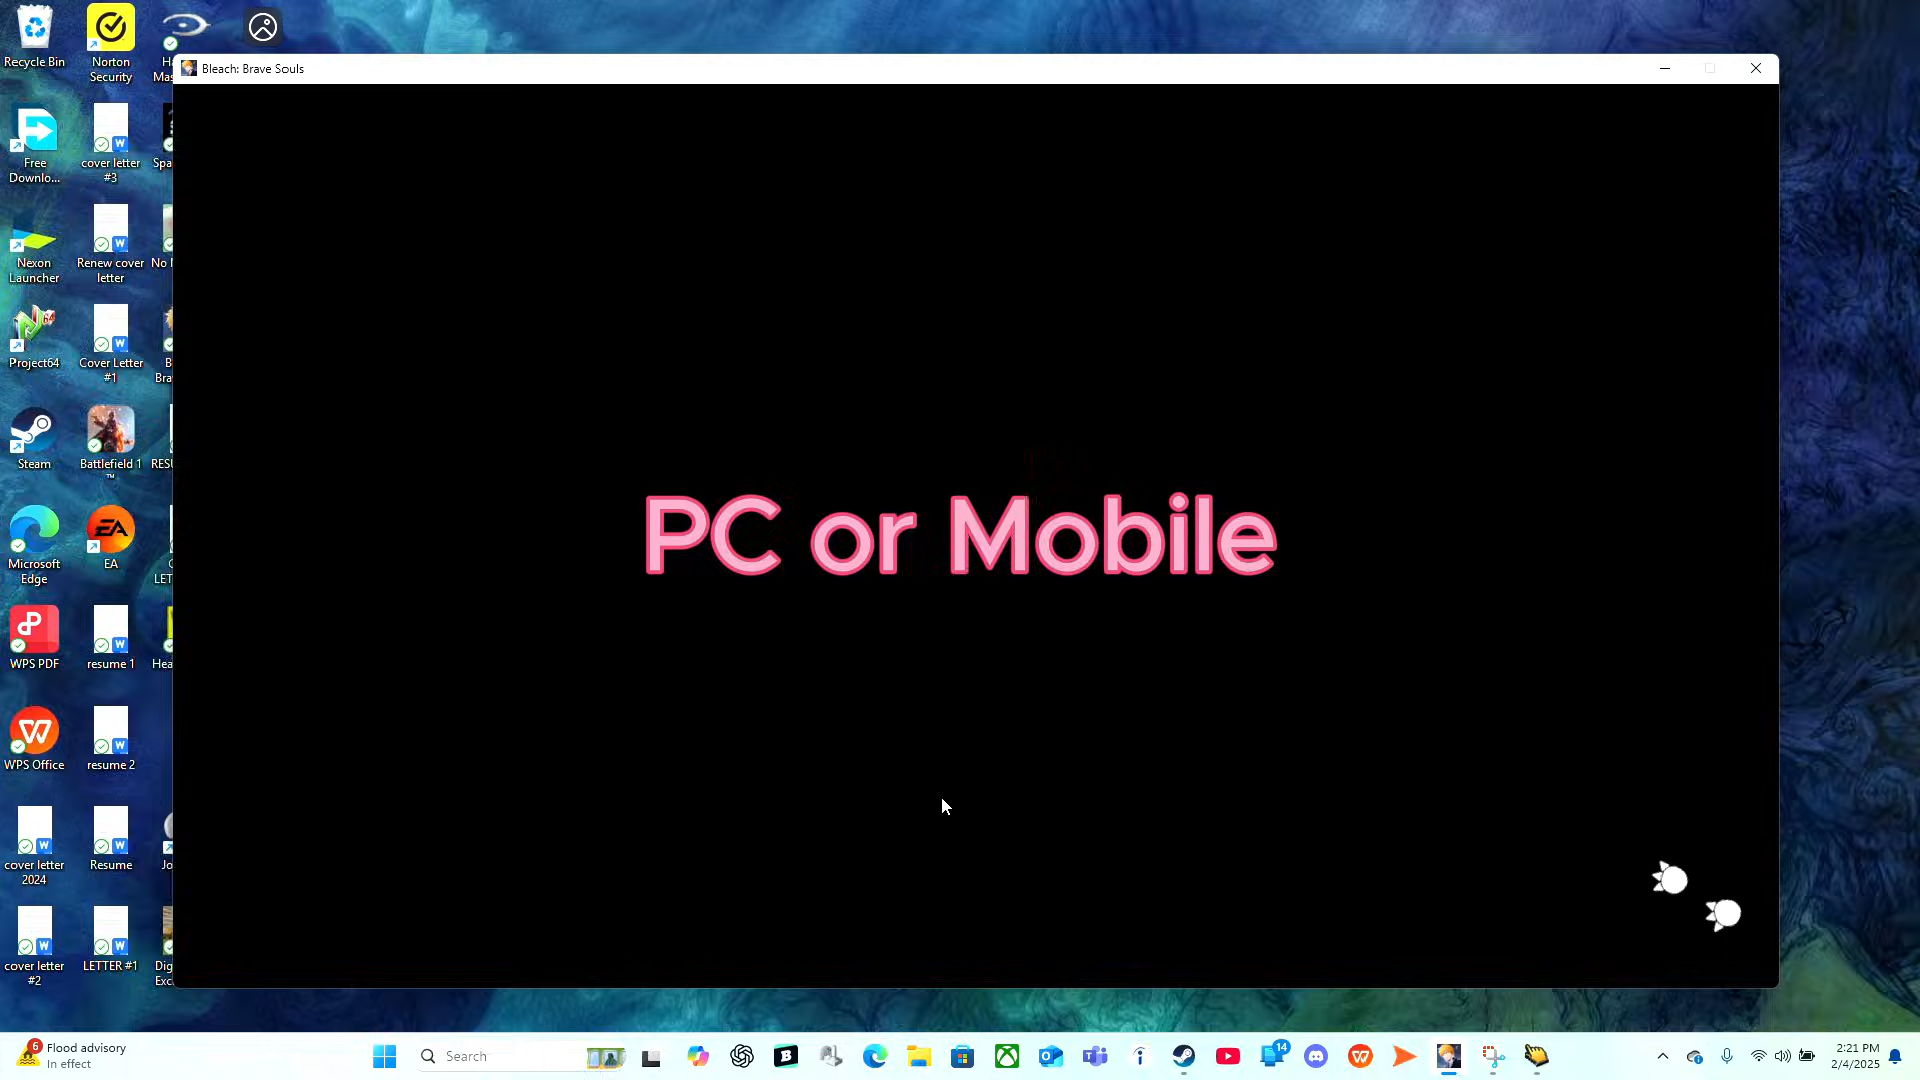 Recycle Bin
Norton
Security
Bleach: Brave Souls
Free
Downlo...
cover letter
#3
Nexon
Launcher
Renew cover
letter
Project64
Cover Letter
#1
Steam
Battlefield 1
™
Microsoft
Edge
EA
WPS PDF
resume 1
WPS Office
resume 2
cover letter
2024
Resume
cover letter
#2
LETTER #1
PC or Mobile
6
Flood advisory
In effect
Search
14
2:21 PM
2/4/2025